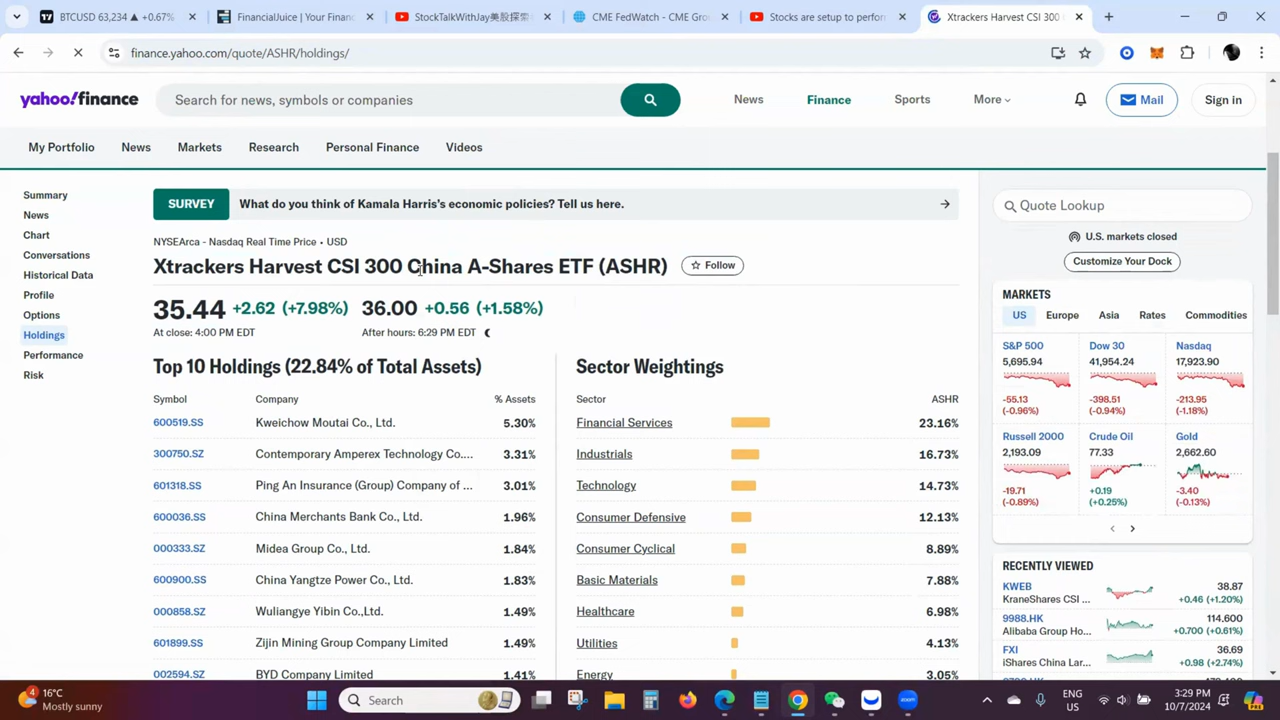 BTCUSD 63,234 ▲ +0.67%
FinancialJuice | Your Finan
StockTalkWithJay美股探索
CME FedWatch - CME Gro
Stocks are setup to perfor
Xtrackers Harvest CSI 300
finance.yahoo.com/quote/ASHR/holdings/
yahoo!finance
Search for news, symbols or companies
News
Finance
Sports
More
Mail
Sign in
My Portfolio
News
Markets
Research
Personal Finance
Videos
Summary
News
Chart
Conversations
Historical Data
Profile
Options
Holdings
Performance
Risk
SURVEY
What do you think of Kamala Harris's economic policies? Tell us here.
NYSEArca - Nasdaq Real Time Price • USD
Xtrackers Harvest CSI 300 China A-Shares ETF (ASHR)
Follow
35.44 +2.62 (+7.98%)
36.00 +0.56 (+1.58%)
At close: 4:00 PM EDT
After hours: 6:29 PM EDT
Top 10 Holdings (22.84% of Total Assets)
Symbol Company % Assets
600519.SS Kweichow Moutai Co., Ltd. 5.30%
300750.SZ Contemporary Amperex Technology Co.... 3.31%
601318.SS Ping An Insurance (Group) Company of ... 3.01%
600036.SS China Merchants Bank Co., Ltd. 1.96%
000333.SZ Midea Group Co., Ltd. 1.84%
600900.SS China Yangtze Power Co., Ltd. 1.83%
000858.SZ Wuliangye Yibin Co.,Ltd. 1.49%
601899.SS Zijin Mining Group Company Limited 1.49%
002594.SZ BYD Company Limited 1.41%
Sector Weightings
Sector ASHR
Financial Services 23.16%
Industrials 16.73%
Technology 14.73%
Consumer Defensive 12.13%
Consumer Cyclical 8.89%
Basic Materials 7.88%
Healthcare 6.98%
Utilities 4.13%
Energy 3.05%
Quote Lookup
U.S. markets closed
Customize Your Dock
MARKETS
US Europe Asia Rates Commodities
S&P 500 Dow 30 Nasdaq
5,695.94 41,954.24 17,923.90
-55.13 -398.51 -213.95
(-0.96%) (-0.94%) (-1.18%)
Russell 2000 Crude Oil Gold
2,193.09 77.33 2,662.60
-19.71 +0.19 -3.40
(-0.89%) (+0.25%) (-0.13%)
RECENTLY VIEWED
KWEB 38.87
KraneShares CSI ... +0.46 (+1.20%)
9988.HK 114.600
Alibaba Group Ho... +0.700 (+0.61%)
FXI 36.69
iShares China Lar... +0.98 (+2.74%)
4
16°C
Mostly sunny
Search
ENG
US
3:29 PM
10/7/2024